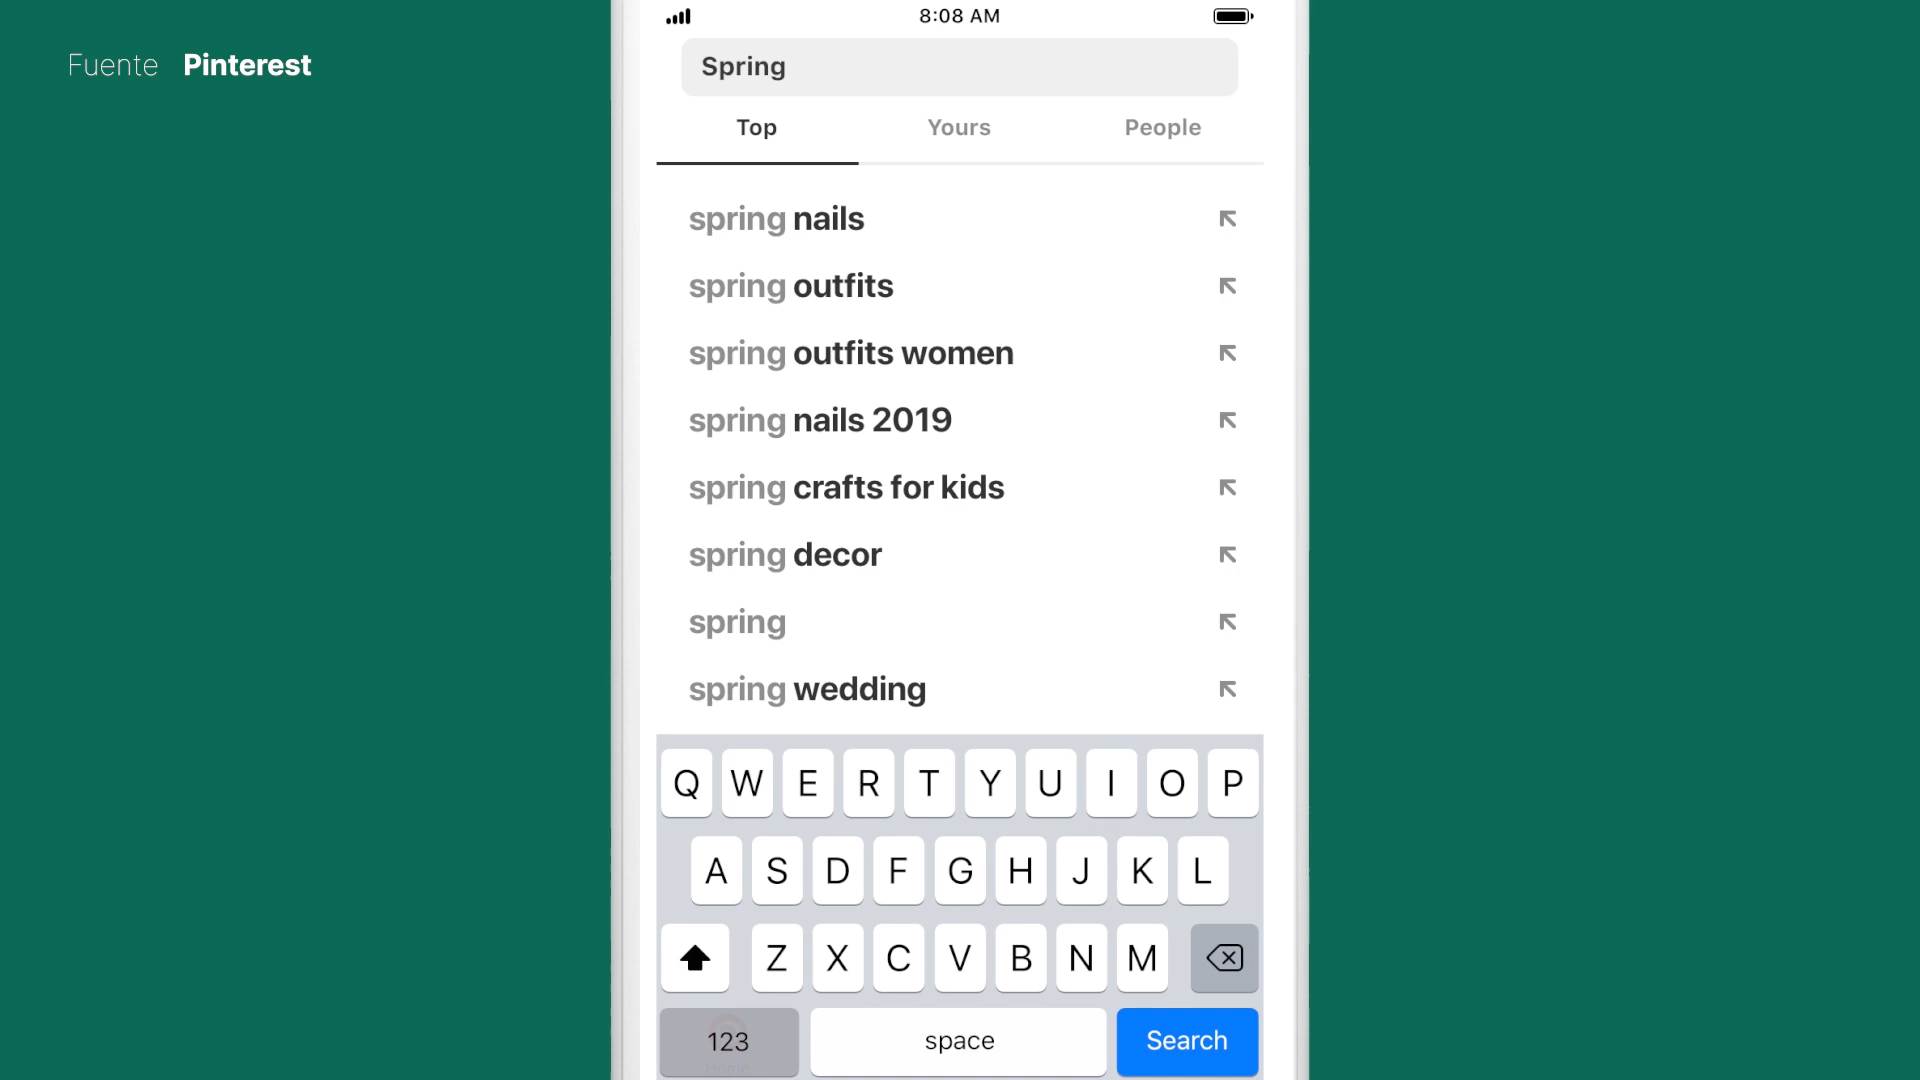 Fuente Pinterest
8:08 AM
Spring
Top Yours People
spring nails
spring outfits
spring outfits women
spring nails 2019
spring crafts for kids
spring decor
spring
spring wedding
Q W E R T Y U I O P
A S D F G H J K L
Z X C V B N M
123 space Search